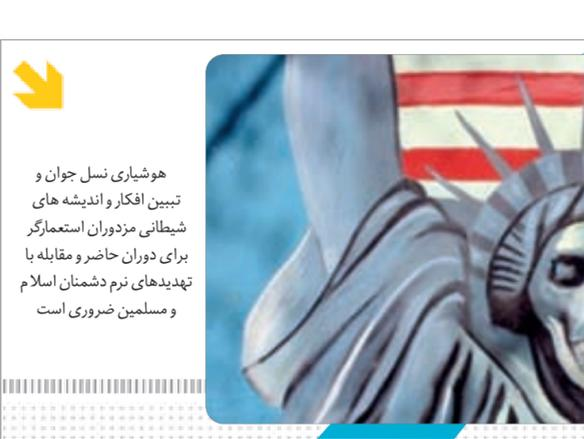 هوشیاری نسل جوان و
تبیین افکار و اندیشه های
شیطانی مزدوران استعمارگر
برای دوران حاضر و مقابله با
تهدیدهای نرم دشمنان اسلام
و مسلمین ضروری است